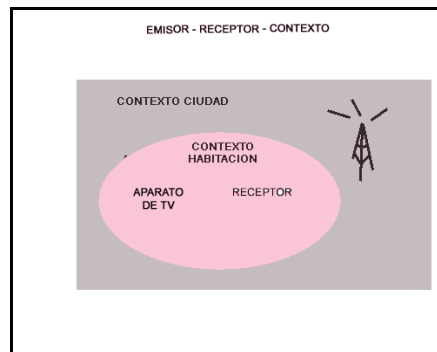 EMISOR - RECEPTOR - CONTEXTO
CONTEXTO CIUDAD
CONTEXTO
HABITACION
APARATO
DE TV
RECEPTOR